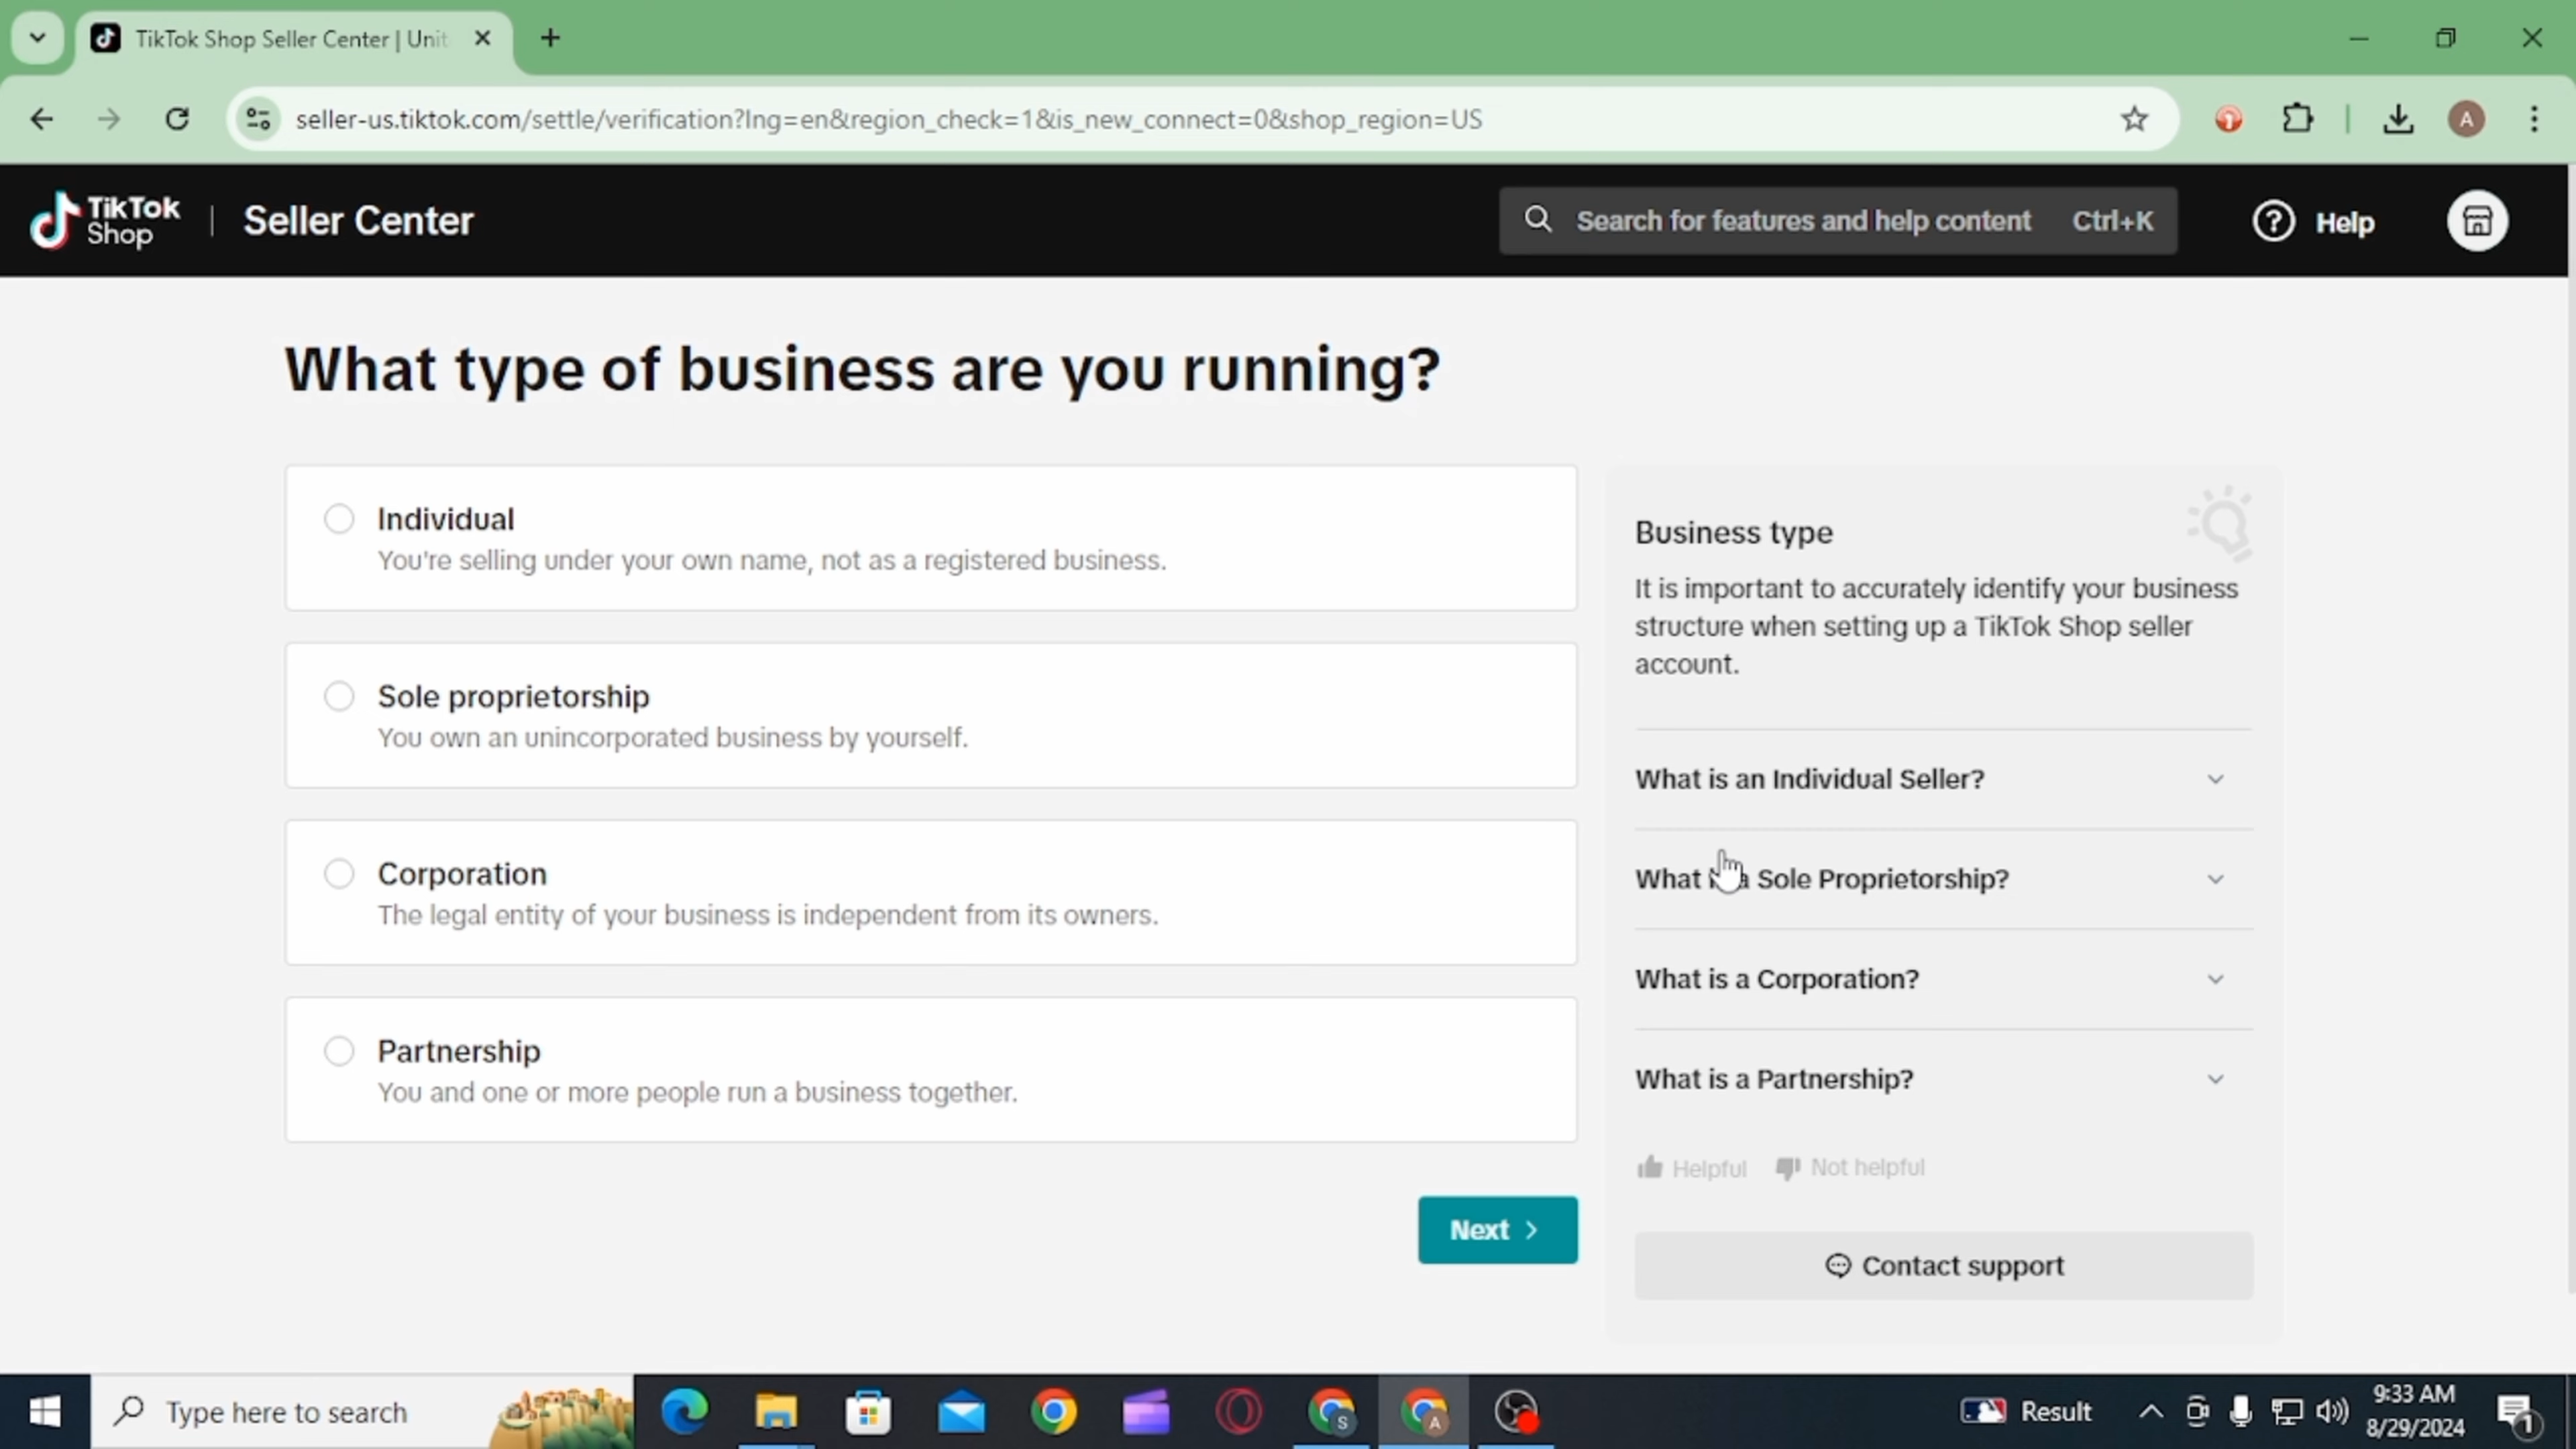 TikTok Shop Seller Center | Unit
seller-us.tiktok.com/settle/verification?lng=en&region_check=1&is_new_connect=0&shop_region=US
A
TikTok
Shop
Seller Center
Search for features and help content Ctrl+K
Help
What type of business are you running?
Individual
You're selling under your own name, not as a registered business.
Sole proprietorship
You own an unincorporated business by yourself.
Corporation
The legal entity of your business is independent from its owners.
Partnership
You and one or more people run a business together.
Next
Business type
It is important to accurately identify your business
structure when setting up a TikTok Shop seller
account.
What is an Individual Seller?
What a Sole Proprietorship?
What is a Corporation?
What is a Partnership?
Helpful Not helpful
Contact support
Type here to search
S
A
Result
9:33 AM
8/29/2024
1